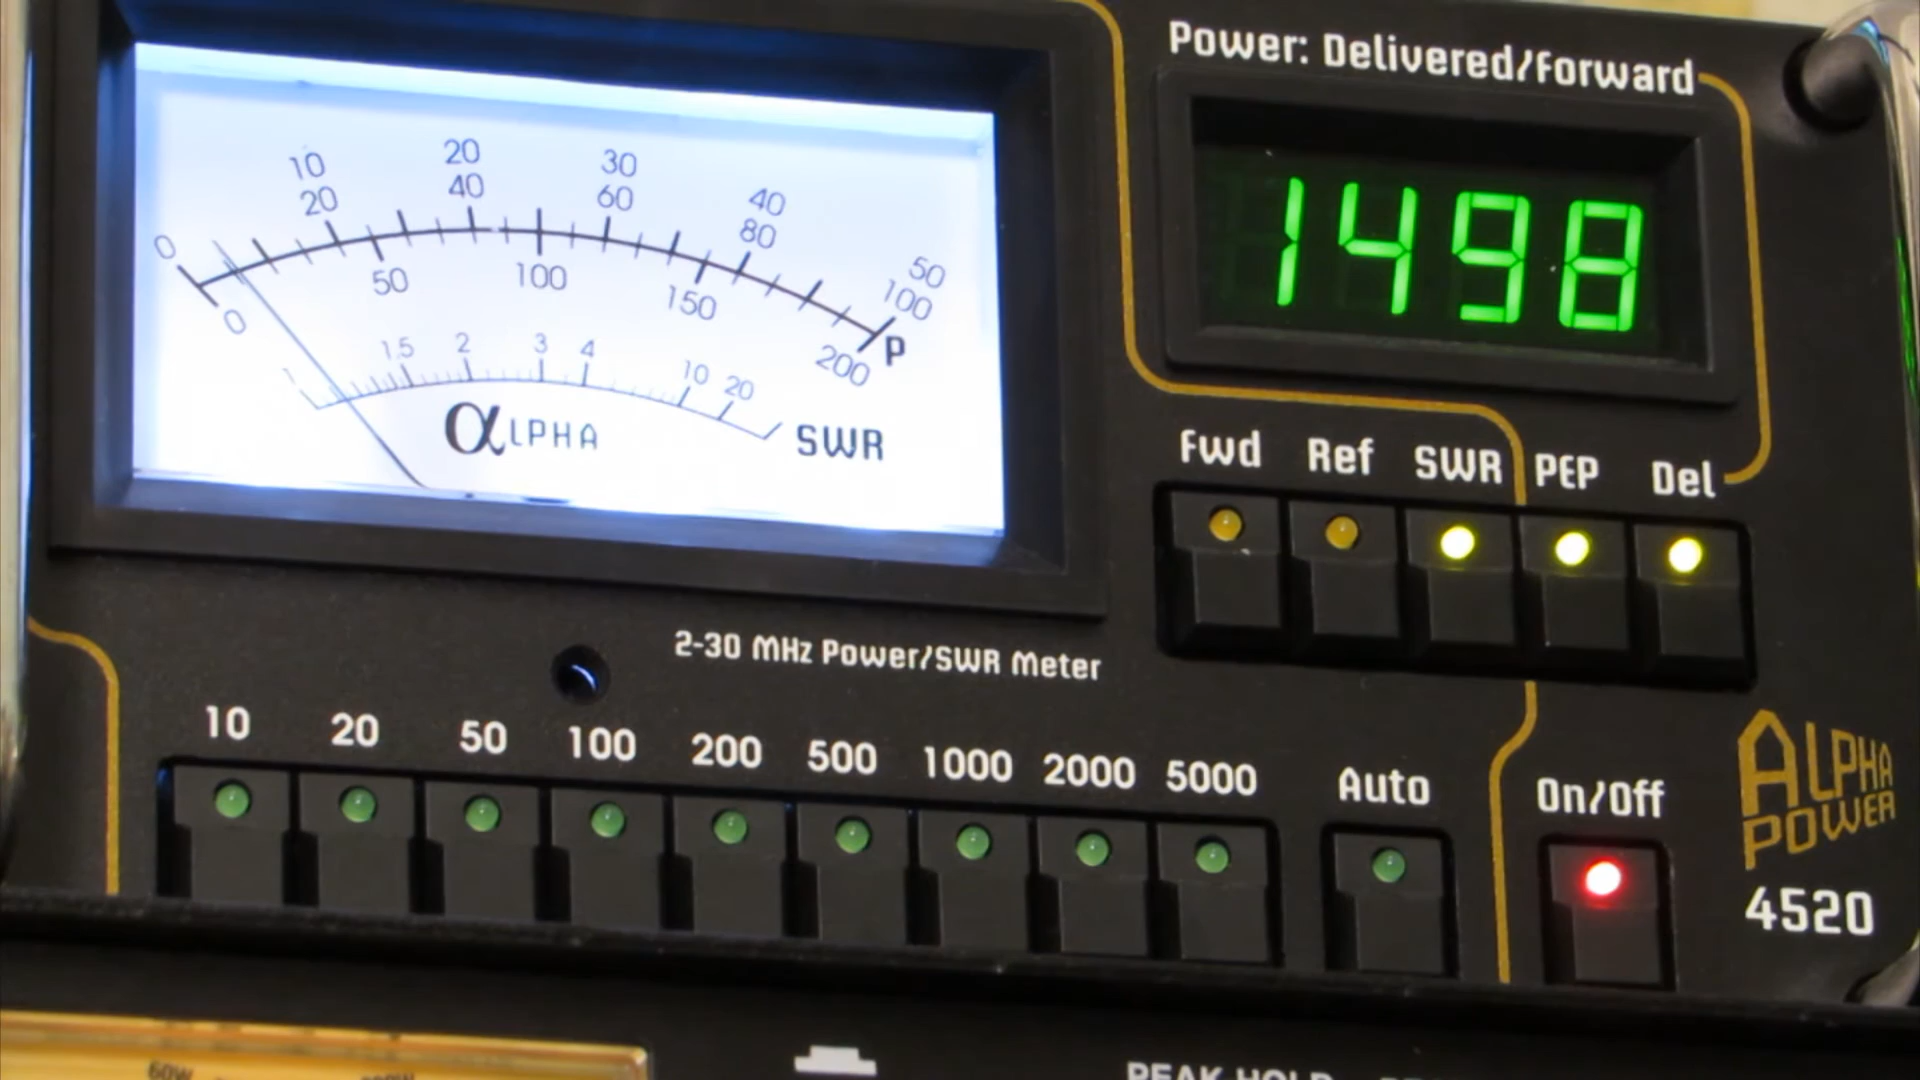 Power: Delivered/Forward
1498
10 20 30 40 50
0 20 40 60 80 100
0 50 100 150 200 P
1 1.5 2 3 4 10 20
αLPHA SWR
Fwd Ref SWR PEP Del
2-30 MHz Power/SWR Meter
10 20 50 100 200 500 1000 2000 5000 Auto On/Off
ALPHA
POWER
4520
60W
PEAK HOLD